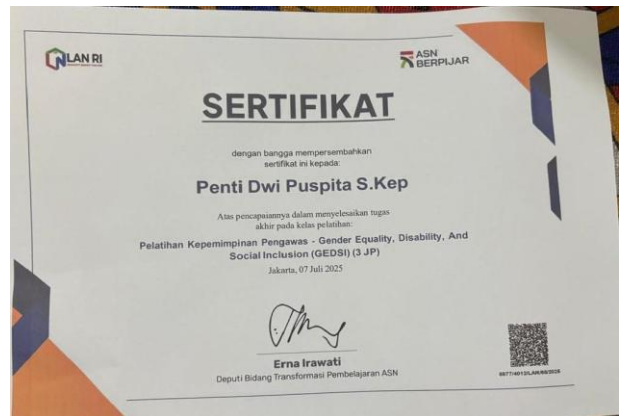 LAN RI
ASN
BERPIJAR
SERTIFIKAT
dengan bangga mempersembahkan
sertifikat ini kepada:
Penti Dwi Puspita S.Kep
Atas pencapaiannya dalam menyelesaikan tugas
akhir pada kelas pelatihan:
Pelatihan Kepemimpinan Pengawas - Gender Equality, Disability, And
Social Inclusion (GEDSI) (3 JP)
Jakarta, 07 Juli 2025
Erna Irawati
Deputi Bidang Transformasi Pembelajaran ASN